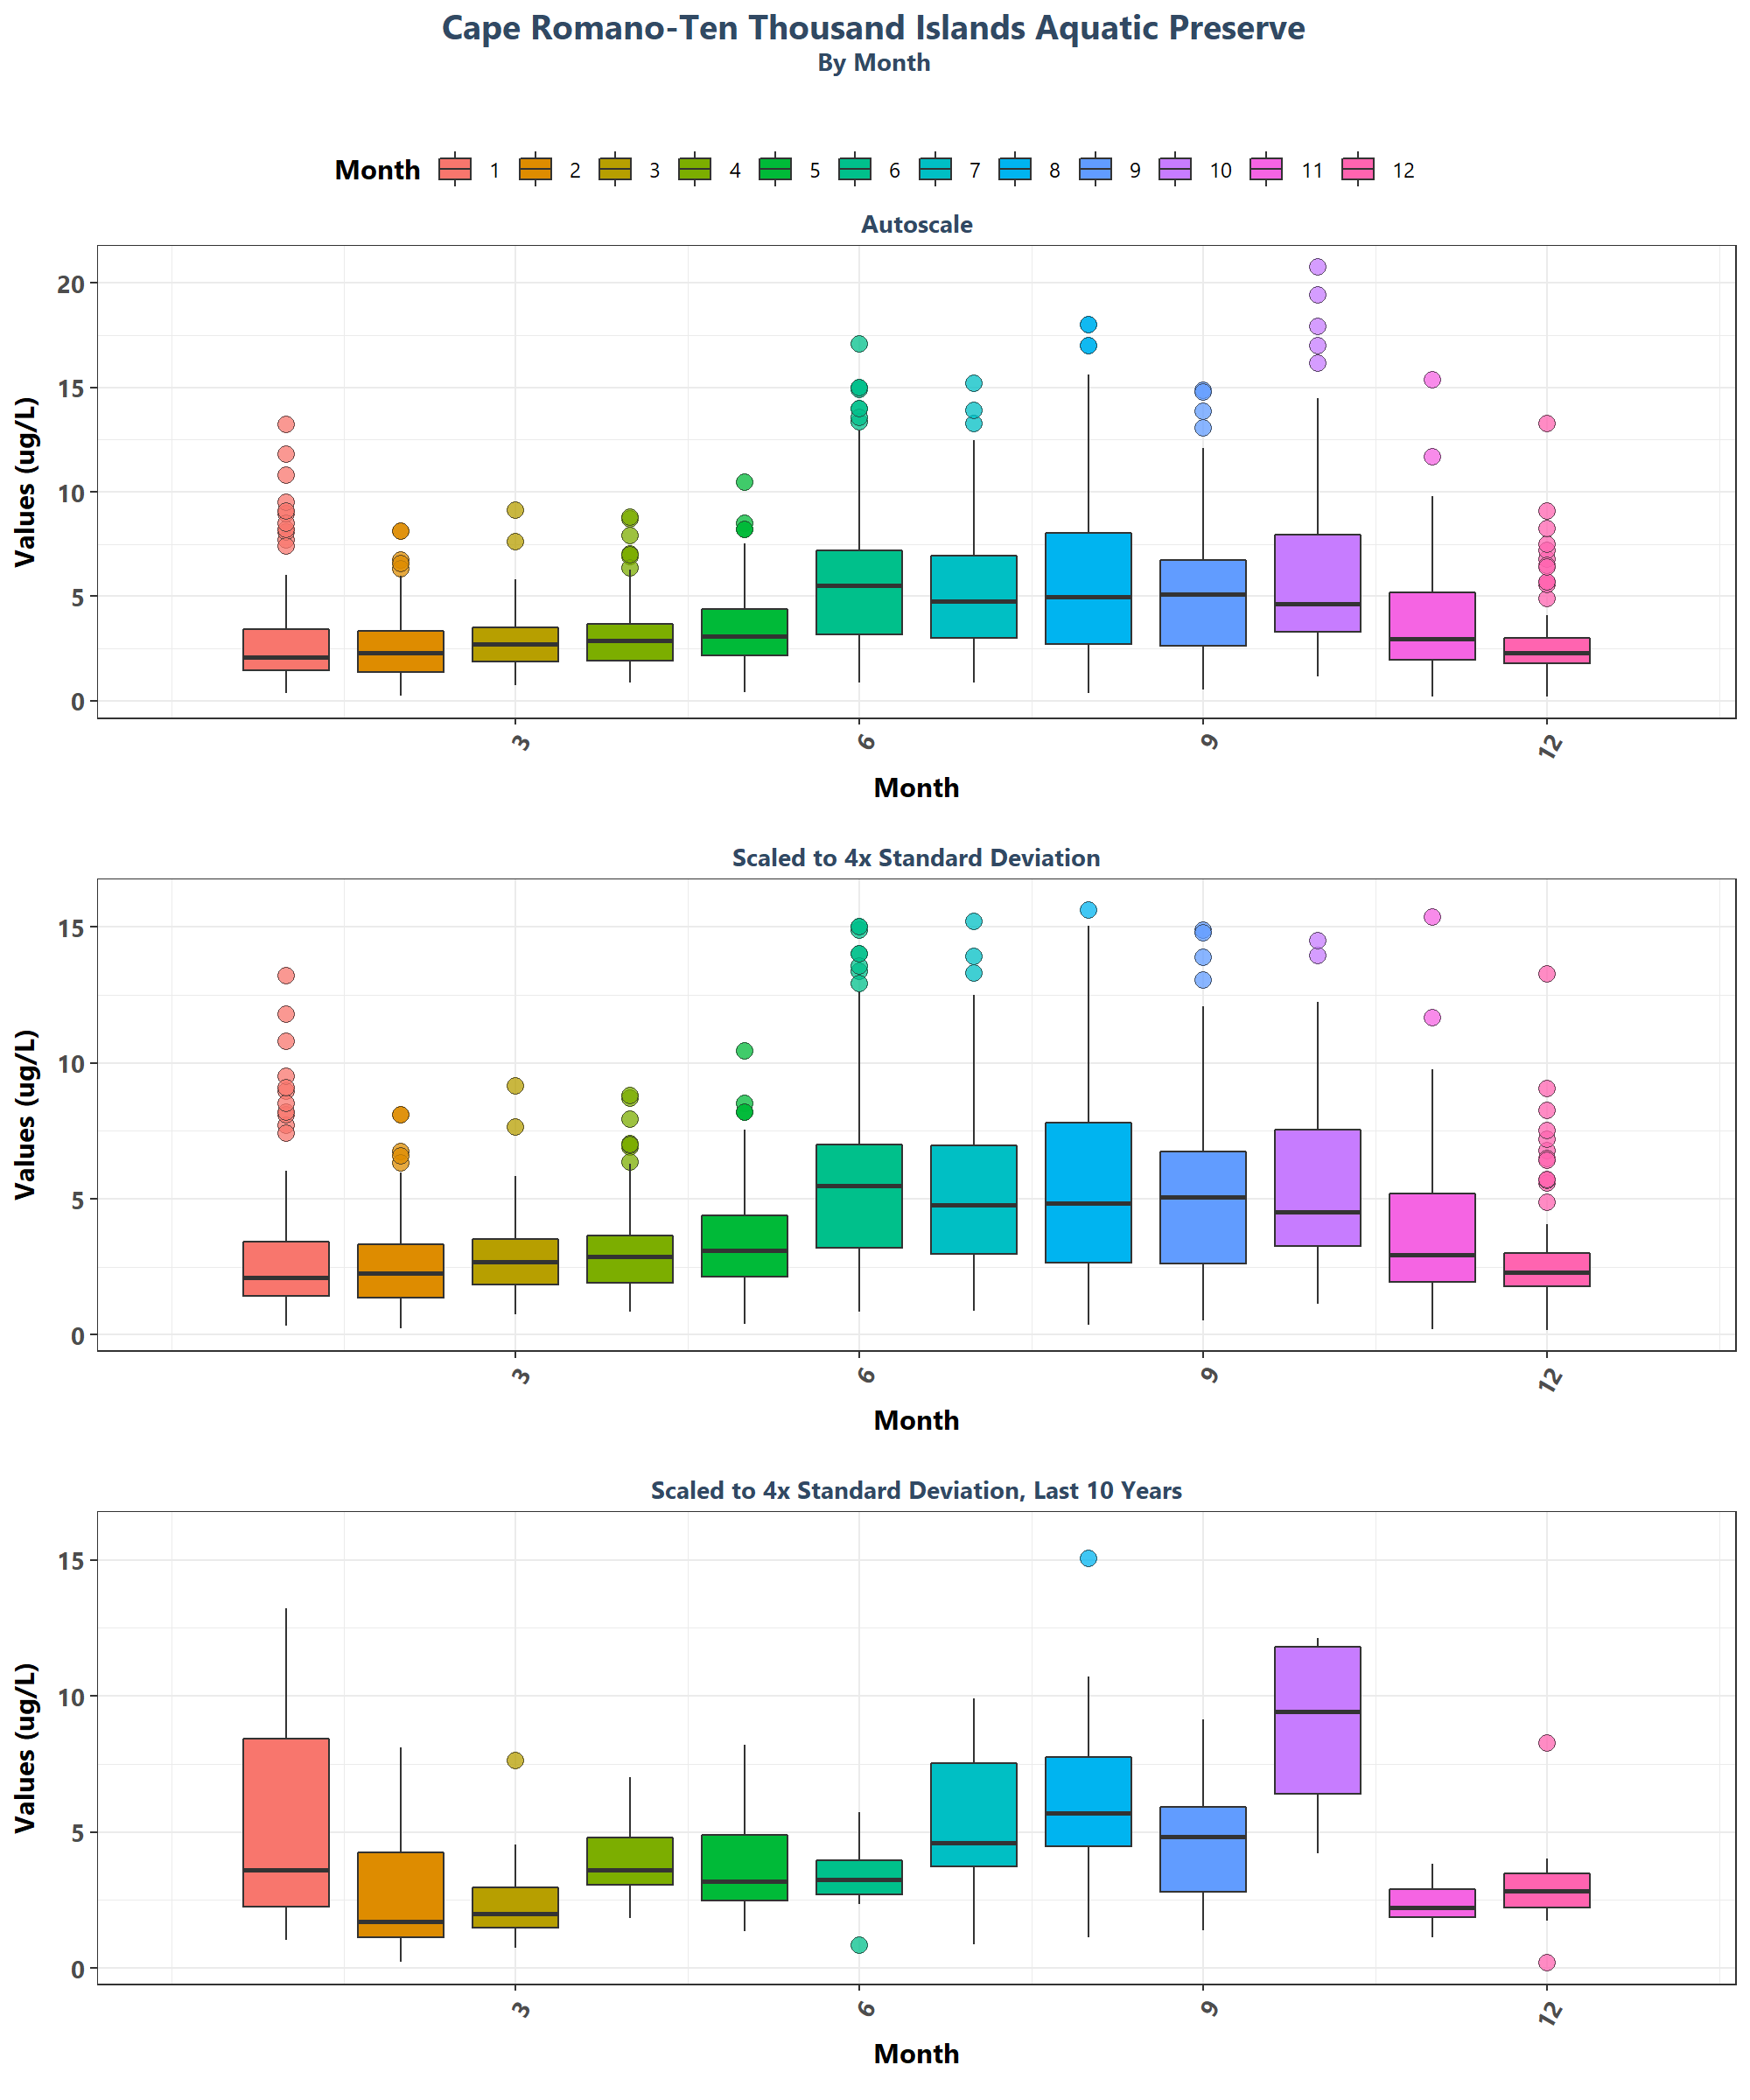 Cape Romano-Ten Thousand Islands Aquatic Preserve
By Month
Month 1 2 3 4 5 6 7 8 9 10 11 12
Autoscale
Values (ug/L)
20
15
10
5
0
3 6 9 12
Month
Scaled to 4x Standard Deviation
Values (ug/L)
15
10
5
0
3 6 9 12
Month
Scaled to 4x Standard Deviation, Last 10 Years
Values (ug/L)
15
10
5
0
3 6 9 12
Month